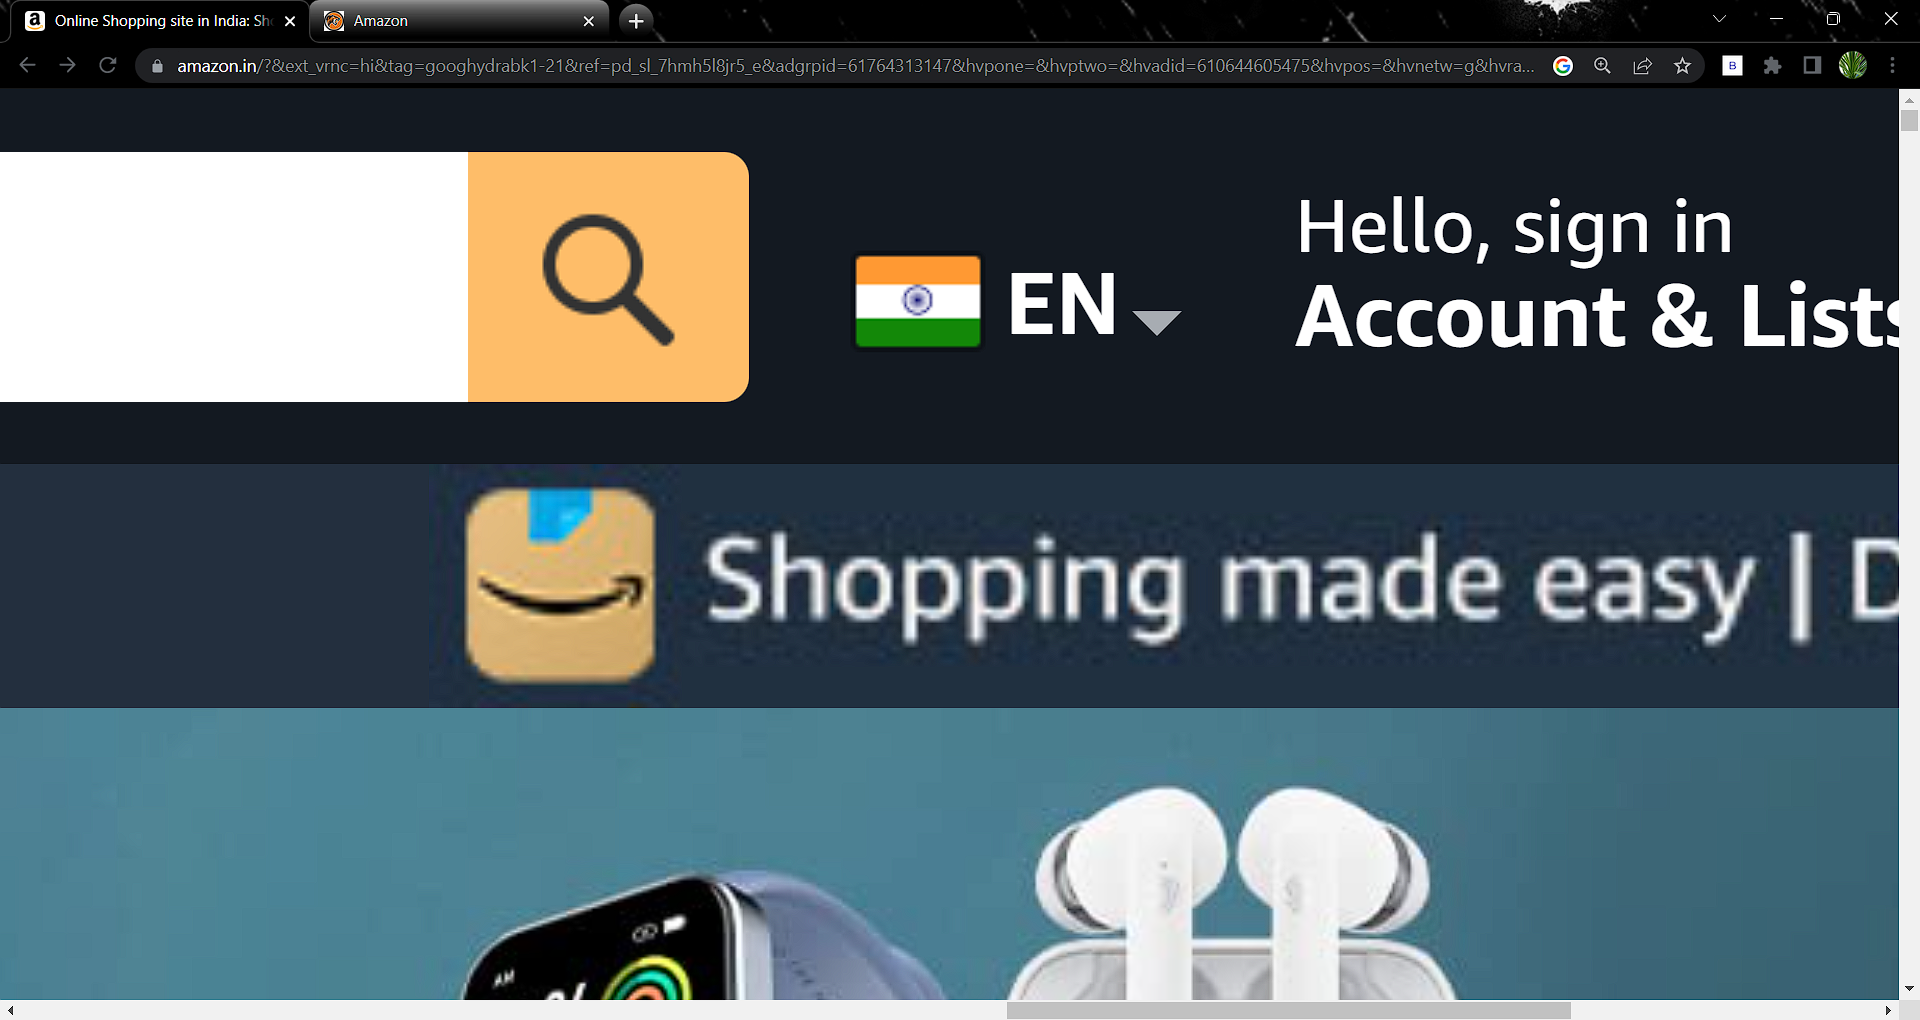 Online Shopping site in India: Sh
Amazon
amazon.in/?&ext_vrnc=hi&tag=googhydrabk1-21&ref=pd_sl_7hmh5l8jr5_e&adgrpid=61764313147&hvpone=&hvptwo=&hvadid=610644605475&hvpos=&hvnetw=g&hvra...
B
Hello, sign in
EN
Account & Lists
Shopping made easy | D
AM